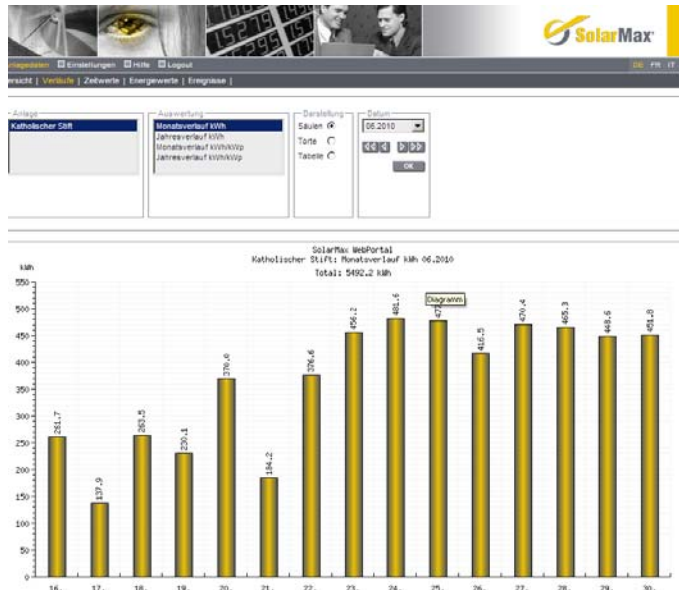 SolarMax
Anlagedaten Einstellungen Hilfe Logout DE FR IT
ersicht | Verläufe | Zeitwerte | Energiewerte | Ereignisse |
Anlage
Katholischer Stift
Auswertung
Monatsverlauf kWh
Jahresverlauf kWh
Monatsverlauf kWh/kWp
Jahresverlauf kWh/kWp
Darstellung
Säulen
Torte
Tabelle
Datum
06.2010
OK
SolarMax WebPortal
Katholischer Stift: Monatsverlauf kWh 06.2010
Total: 5492.2 kWh
kWh
Diagramm
550
500
450
400
350
300
250
200
150
100
50
0
261.7 137.9 263.5 230.1 370.0 184.2 376.6 456.2 481.6 416.5 470.4 465.3 448.6 451.8
16. 17. 18. 19. 20. 21. 22. 23. 24. 25. 26. 27. 28. 29. 30.